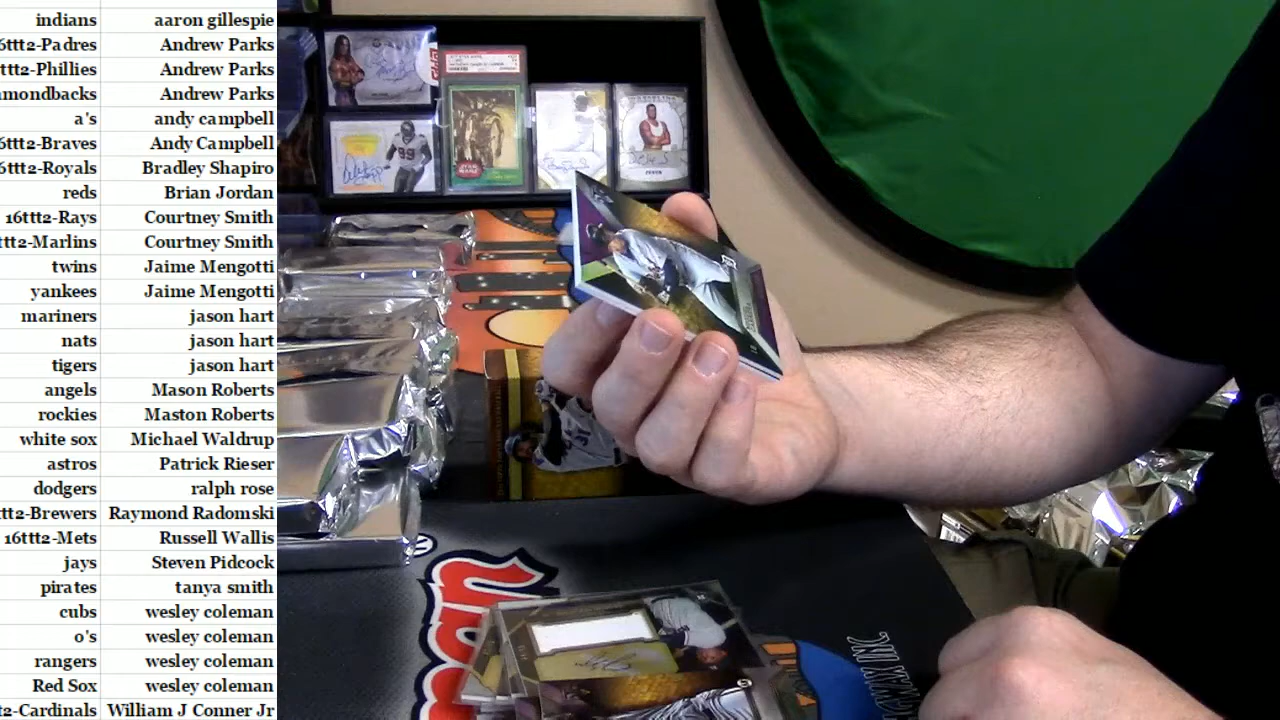 indians aaron gillespie
6ttt2-Padres Andrew Parks
ttt2-Phillies Andrew Parks
amondbacks Andrew Parks
a's andy campbell
6ttt2-Braves Andy Campbell
6ttt2-Royals Bradley Shapiro
reds Brian Jordan
16ttt2-Rays Courtney Smith
ttt2-Marlins Courtney Smith
twins Jaime Mengotti
yankees Jaime Mengotti
mariners jason hart
nats jason hart
tigers jason hart
angels Mason Roberts
rockies Maston Roberts
white sox Michael Waldrup
astros Patrick Rieser
dodgers ralph rose
tt2-Brewers Raymond Radomski
16ttt2-Mets Russell Wallis
jays Steven Pidcock
pirates tanya smith
cubs wesley coleman
o's wesley coleman
rangers wesley coleman
Red Sox wesley coleman
t2-Cardinals William J Conner Jr